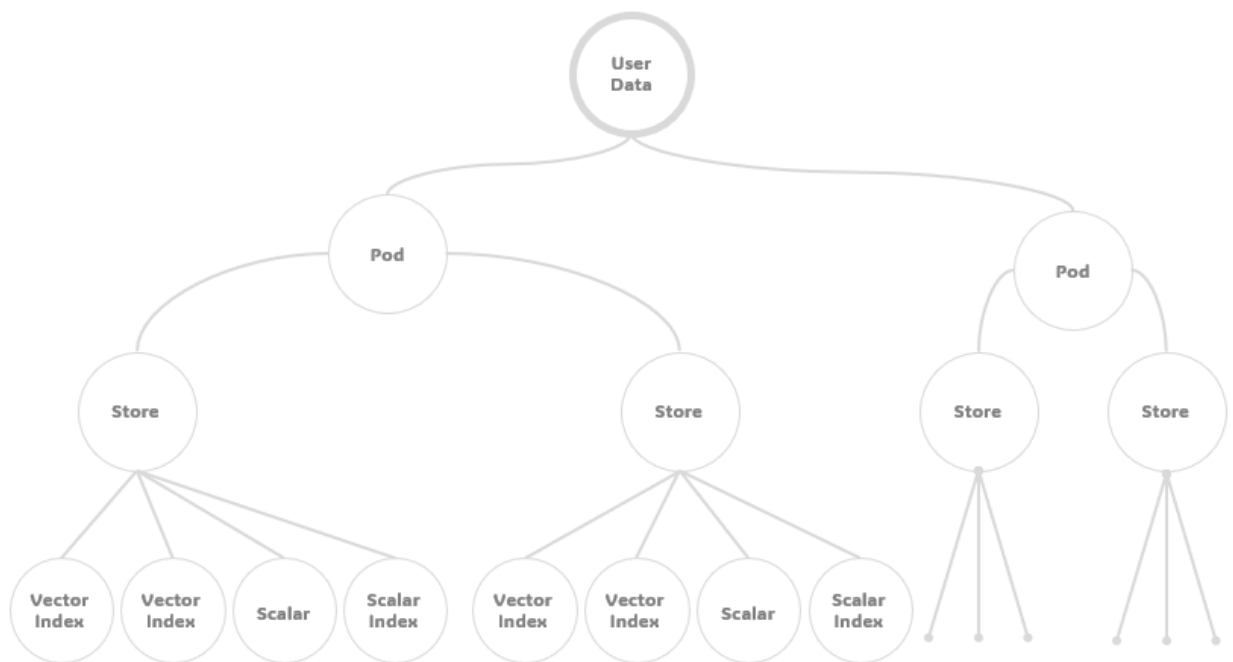 User
Data
Pod
Pod
Store
Store
Store
Store
Vector
Index
Vector
Index
Scalar
Scalar
Index
Vector
Index
Vector
Index
Scalar
Scalar
Index